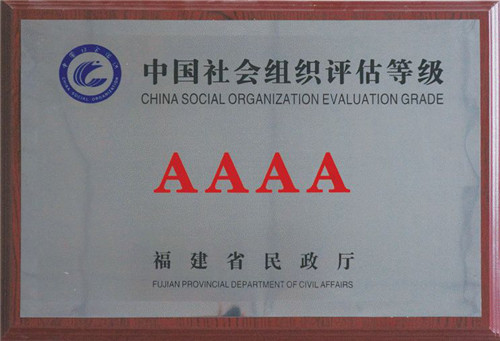 中国社会组织评估等级
CHINA SOCIAL ORGANIZATION EVALUATION GRADE
AAAA
福建省民政厅
FUJIAN PROVINCIAL DEPARTMENT OF CIVIL AFFAIRS